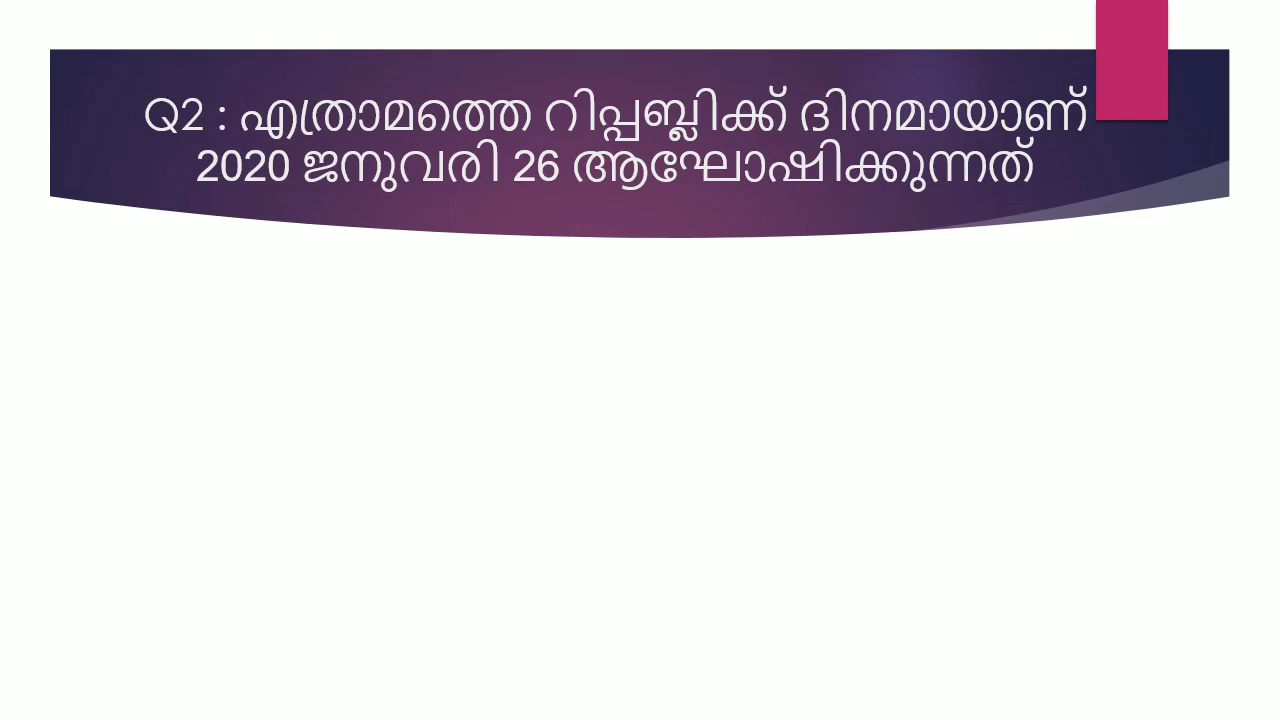 Q2 : എത്രാമത്തെ റിപ്പബ്ലിക്ക് ദിനമായാണ്
2020 ജനുവരി 26 ആഘോഷിക്കുന്നത്